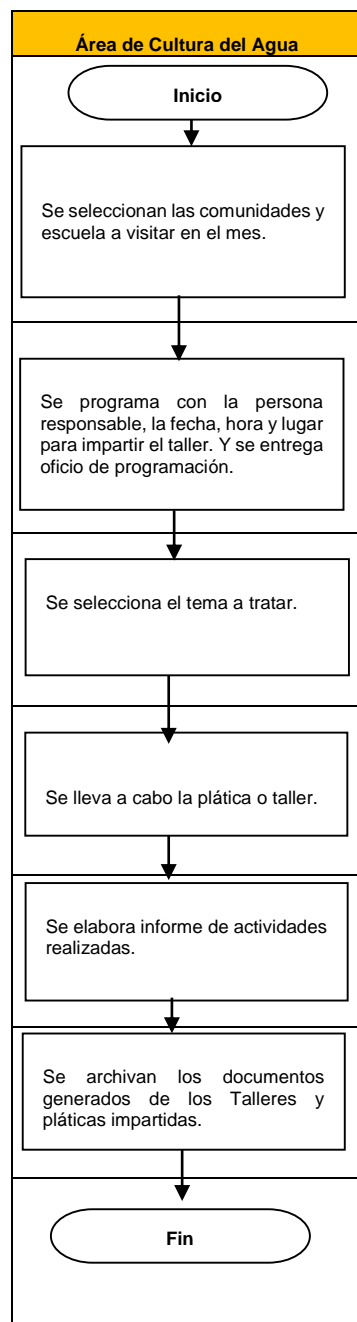 Área de Cultura del Agua
Inicio
Se seleccionan las comunidades y
escuela a visitar en el mes.
Se programa con la persona
responsable, la fecha, hora y lugar
para impartir el taller. Y se entrega
oficio de programación.
Se selecciona el tema a tratar.
Se lleva a cabo la plática o taller.
Se elabora informe de actividades
realizadas.
Se archivan los documentos
generados de los Talleres y
pláticas impartidas.
Fin